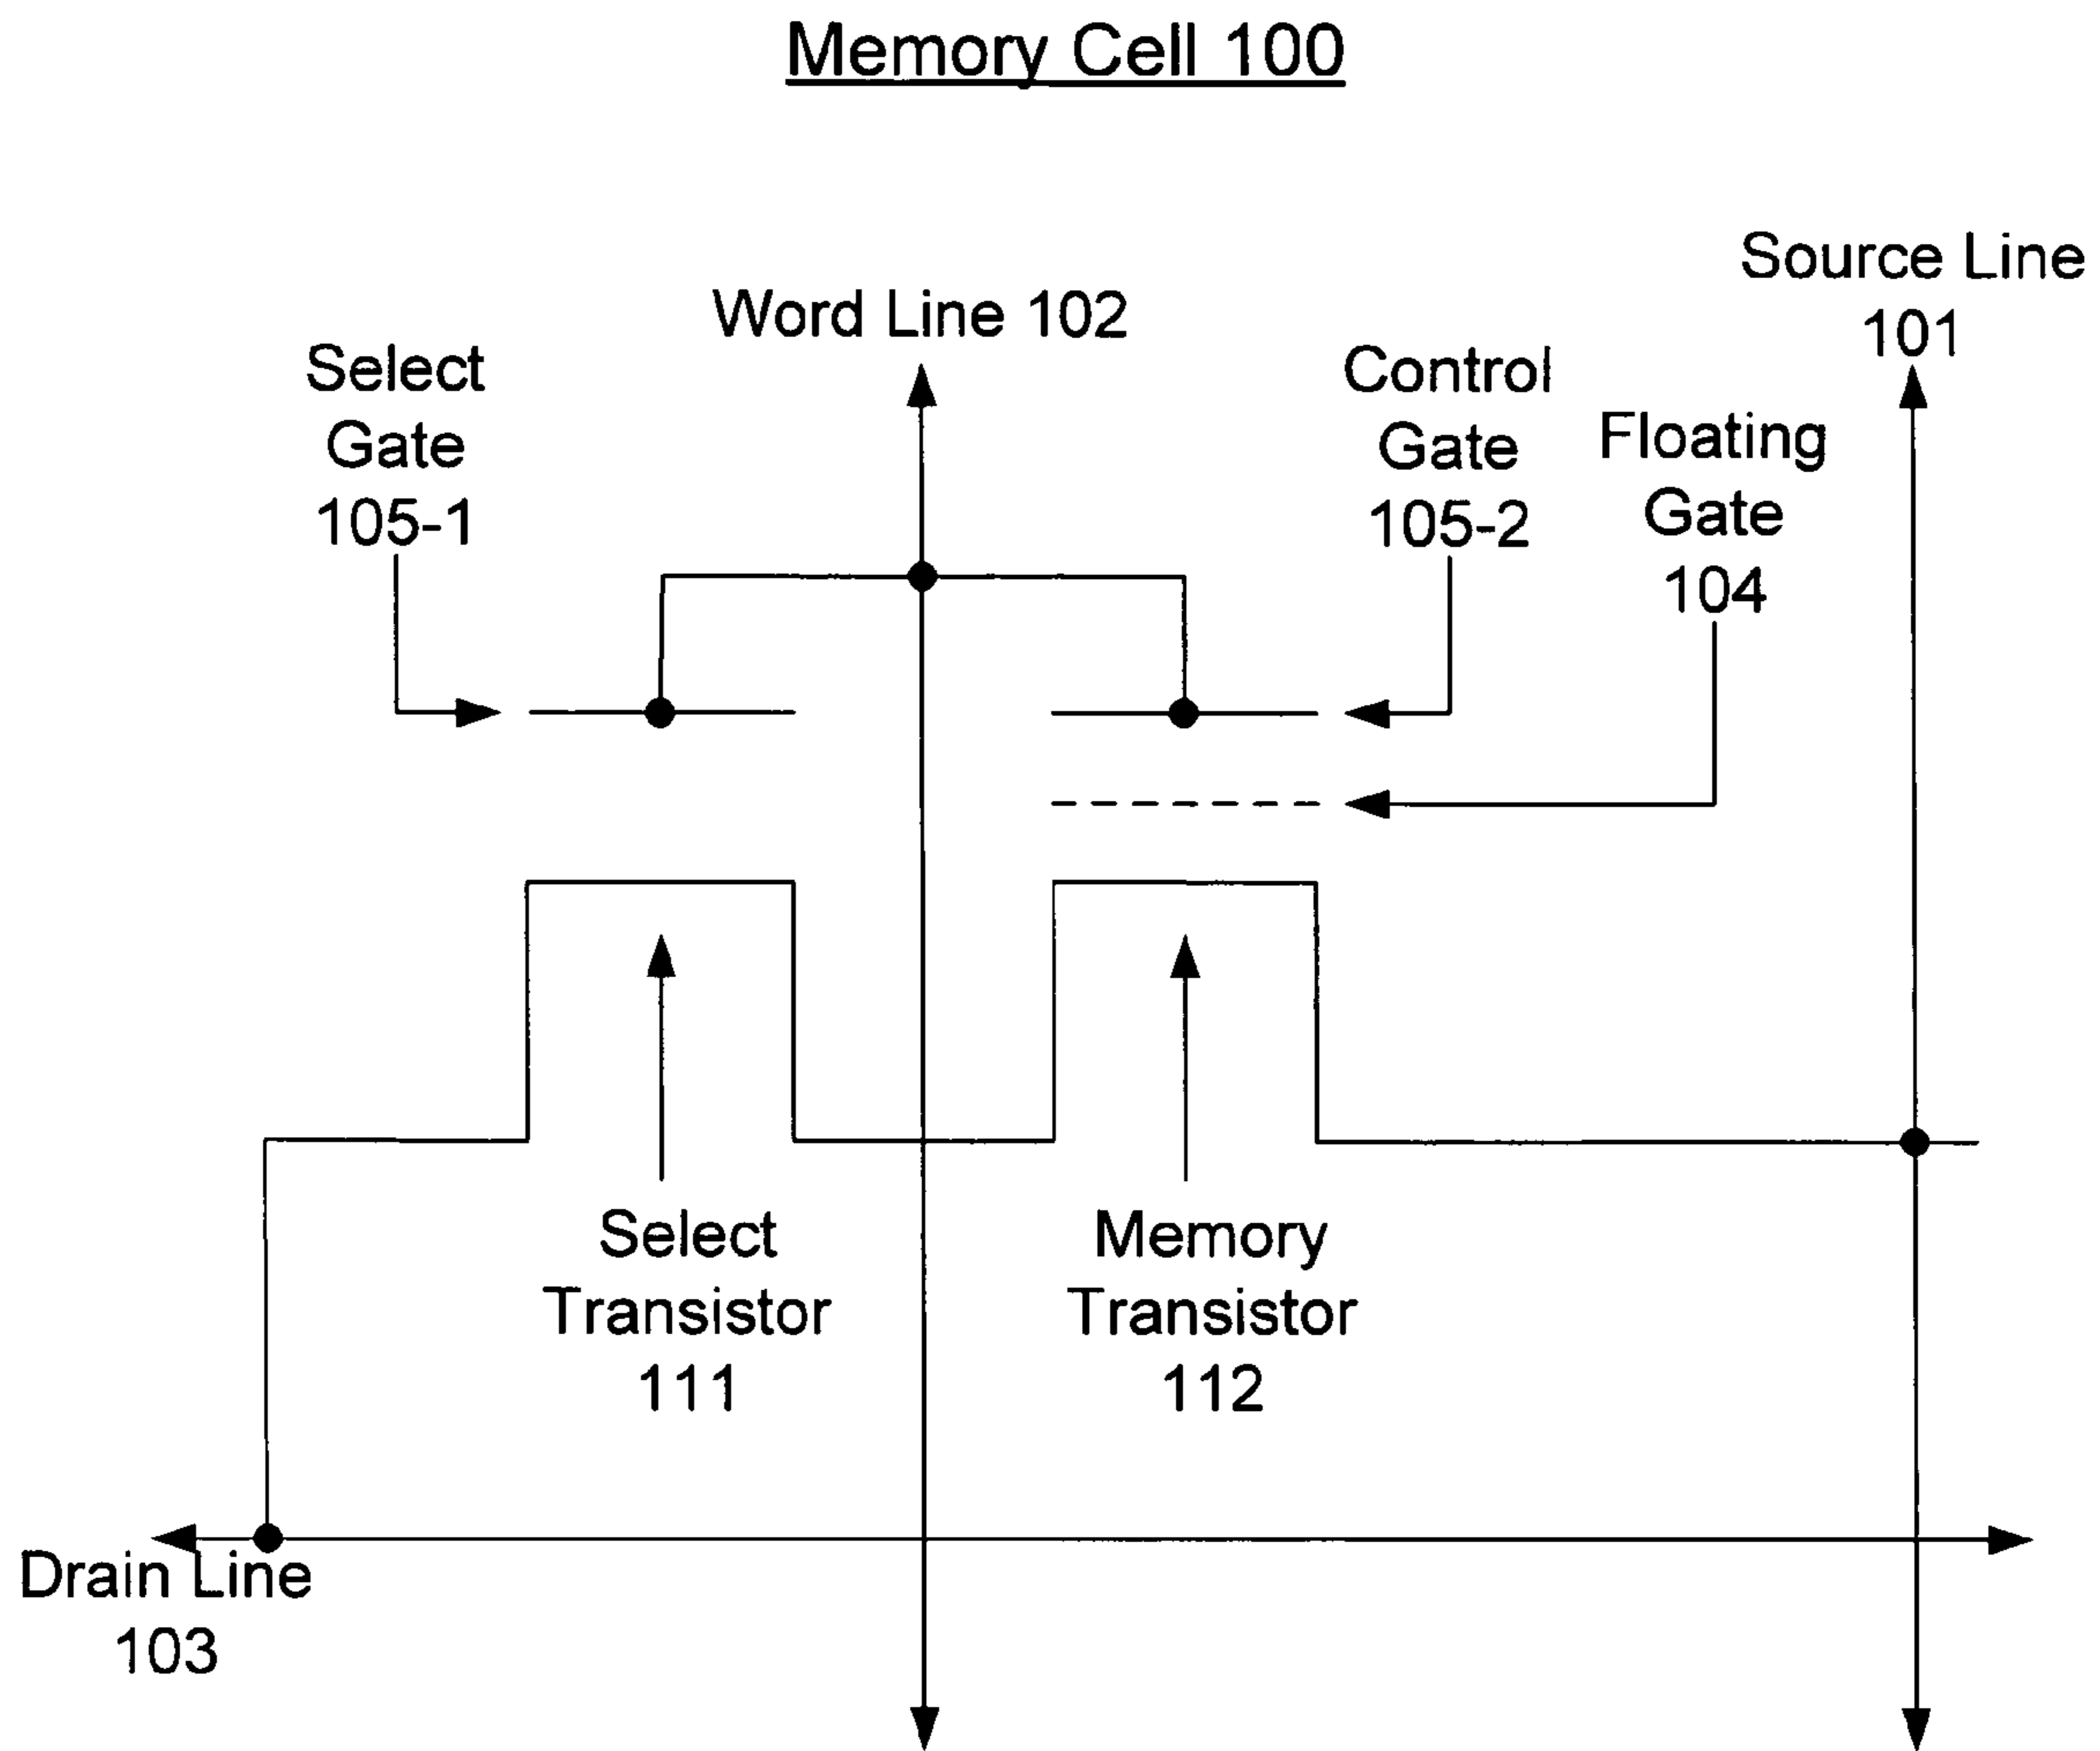 Memory Cell 100
Source Line
101
Word Line 102
Select
Gate
105-1
Control
Gate
105-2
Floating
Gate
104
Select
Transistor
111
Memory
Transistor
112
Drain Line
103